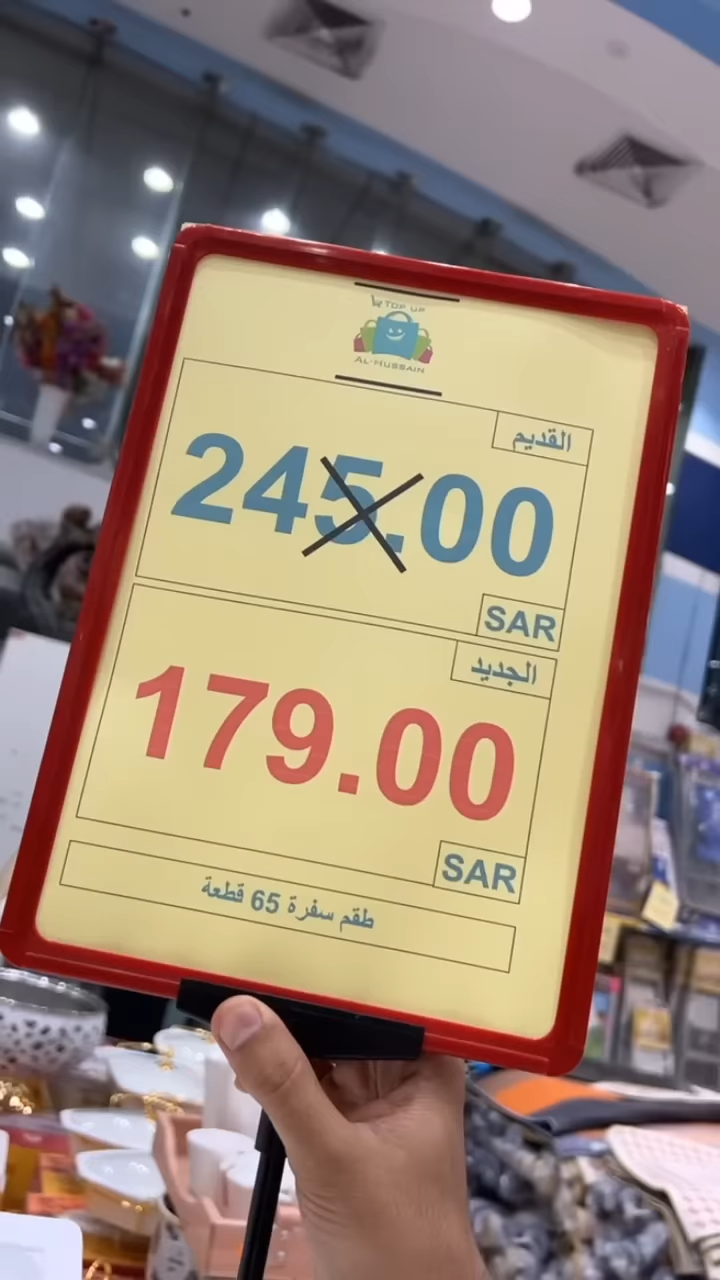 TOP UP
AL-HUSSAIN
القديم
245.00
SAR
الجديد
179.00
SAR
طقم سفرة 65 قطعة